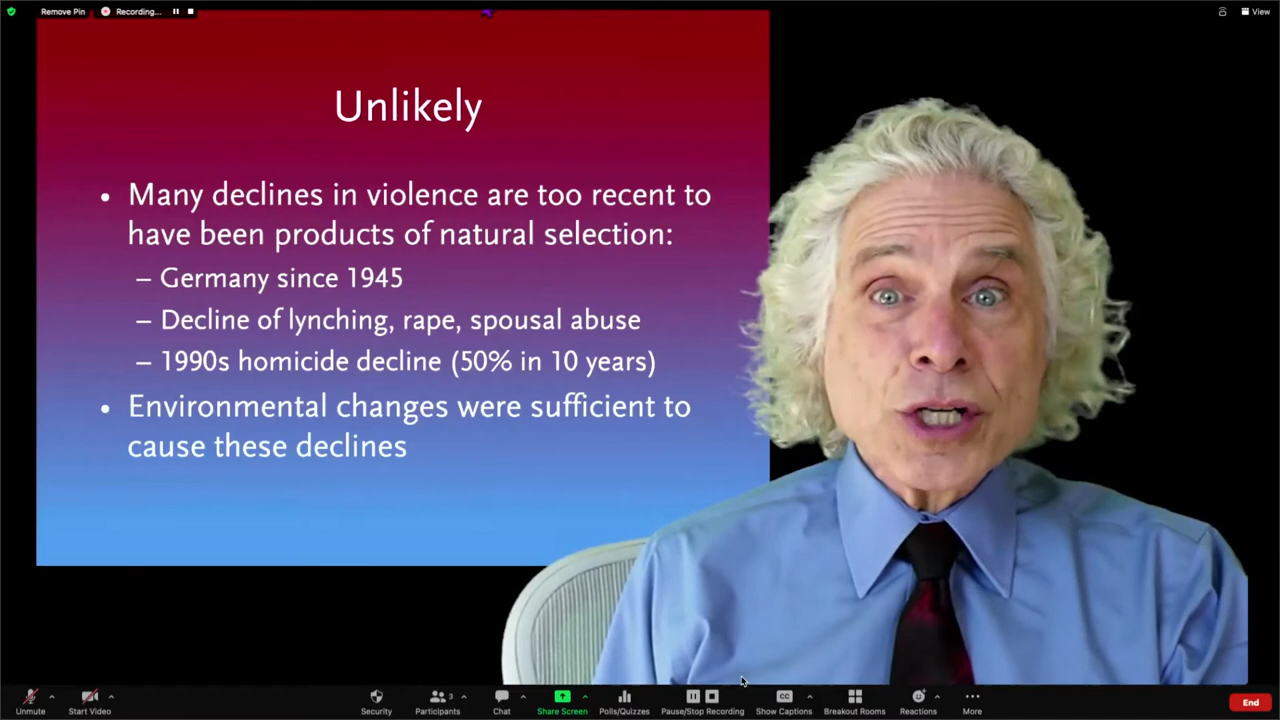 Remove Pin
Recording...
View
Unlikely
• Many declines in violence are too recent to
have been products of natural selection:
– Germany since 1945
– Decline of lynching, rape, spousal abuse
– 1990s homicide decline (50% in 10 years)
• Environmental changes were sufficient to
cause these declines
Unmute
Start Video
Security
Participants
3
Chat
Share Screen
Polls/Quizzes
Pause/Stop Recording
CC
Show Captions
Breakout Rooms
Reactions
More
End